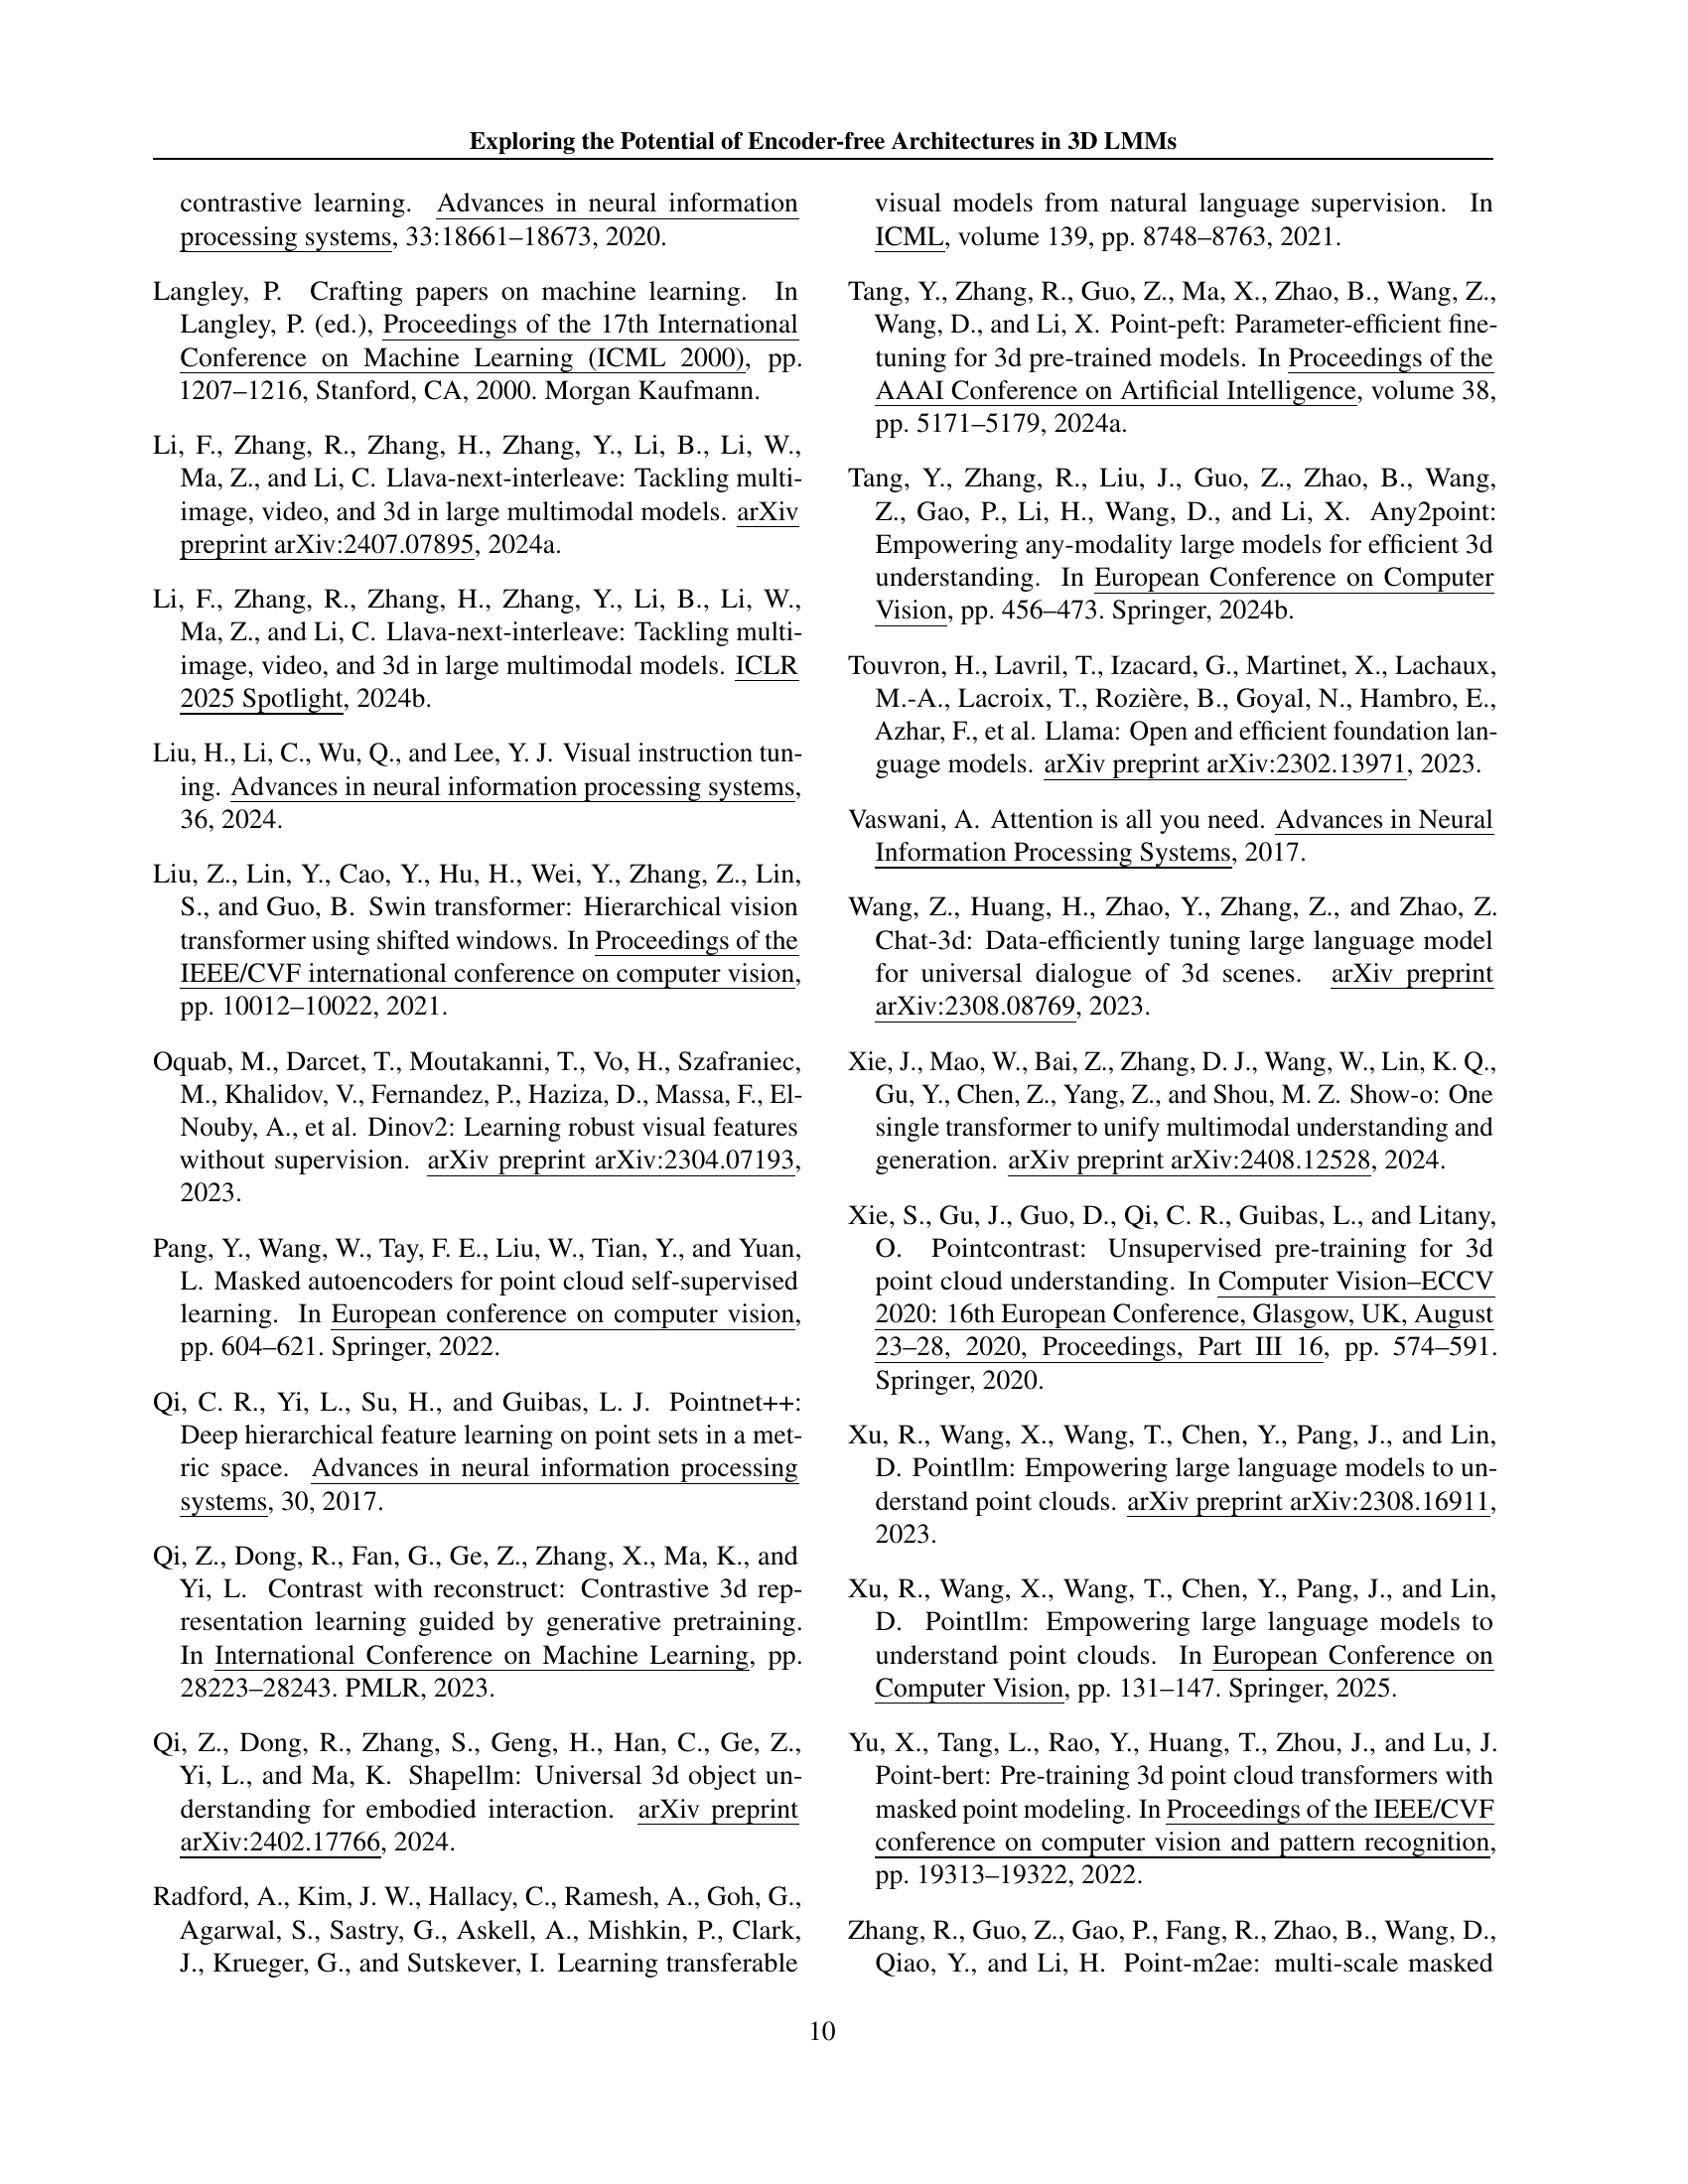 Exploring the Potential of Encoder-free Architectures in 3D LMMs
contrastive learning. Advances in neural information
processing systems, 33:18661–18673, 2020.
Langley, P. Crafting papers on machine learning. In
Langley, P. (ed.), Proceedings of the 17th International
Conference on Machine Learning (ICML 2000), pp.
1207–1216, Stanford, CA, 2000. Morgan Kaufmann.
Li, F., Zhang, R., Zhang, H., Zhang, Y., Li, B., Li, W.,
Ma, Z., and Li, C. Llava-next-interleave: Tackling multi-
image, video, and 3d in large multimodal models. arXiv
preprint arXiv:2407.07895, 2024a.
Li, F., Zhang, R., Zhang, H., Zhang, Y., Li, B., Li, W.,
Ma, Z., and Li, C. Llava-next-interleave: Tackling multi-
image, video, and 3d in large multimodal models. ICLR
2025 Spotlight, 2024b.
Liu, H., Li, C., Wu, Q., and Lee, Y. J. Visual instruction tun-
ing. Advances in neural information processing systems,
36, 2024.
Liu, Z., Lin, Y., Cao, Y., Hu, H., Wei, Y., Zhang, Z., Lin,
S., and Guo, B. Swin transformer: Hierarchical vision
transformer using shifted windows. In Proceedings of the
IEEE/CVF international conference on computer vision,
pp. 10012–10022, 2021.
Oquab, M., Darcet, T., Moutakanni, T., Vo, H., Szafraniec,
M., Khalidov, V., Fernandez, P., Haziza, D., Massa, F., El-
Nouby, A., et al. Dinov2: Learning robust visual features
without supervision. arXiv preprint arXiv:2304.07193,
2023.
Pang, Y., Wang, W., Tay, F. E., Liu, W., Tian, Y., and Yuan,
L. Masked autoencoders for point cloud self-supervised
learning. In European conference on computer vision,
pp. 604–621. Springer, 2022.
Qi, C. R., Yi, L., Su, H., and Guibas, L. J. Pointnet++:
Deep hierarchical feature learning on point sets in a met-
ric space. Advances in neural information processing
systems, 30, 2017.
Qi, Z., Dong, R., Fan, G., Ge, Z., Zhang, X., Ma, K., and
Yi, L. Contrast with reconstruct: Contrastive 3d rep-
resentation learning guided by generative pretraining.
In International Conference on Machine Learning, pp.
28223–28243. PMLR, 2023.
Qi, Z., Dong, R., Zhang, S., Geng, H., Han, C., Ge, Z.,
Yi, L., and Ma, K. Shapellm: Universal 3d object un-
derstanding for embodied interaction. arXiv preprint
arXiv:2402.17766, 2024.
Radford, A., Kim, J. W., Hallacy, C., Ramesh, A., Goh, G.,
Agarwal, S., Sastry, G., Askell, A., Mishkin, P., Clark,
J., Krueger, G., and Sutskever, I. Learning transferable
visual models from natural language supervision. In
ICML, volume 139, pp. 8748–8763, 2021.
Tang, Y., Zhang, R., Guo, Z., Ma, X., Zhao, B., Wang, Z.,
Wang, D., and Li, X. Point-peft: Parameter-efficient fine-
tuning for 3d pre-trained models. In Proceedings of the
AAAI Conference on Artificial Intelligence, volume 38,
pp. 5171–5179, 2024a.
Tang, Y., Zhang, R., Liu, J., Guo, Z., Zhao, B., Wang,
Z., Gao, P., Li, H., Wang, D., and Li, X. Any2point:
Empowering any-modality large models for efficient 3d
understanding. In European Conference on Computer
Vision, pp. 456–473. Springer, 2024b.
Touvron, H., Lavril, T., Izacard, G., Martinet, X., Lachaux,
M.-A., Lacroix, T., Rozière, B., Goyal, N., Hambro, E.,
Azhar, F., et al. Llama: Open and efficient foundation lan-
guage models. arXiv preprint arXiv:2302.13971, 2023.
Vaswani, A. Attention is all you need. Advances in Neural
Information Processing Systems, 2017.
Wang, Z., Huang, H., Zhao, Y., Zhang, Z., and Zhao, Z.
Chat-3d: Data-efficiently tuning large language model
for universal dialogue of 3d scenes. arXiv preprint
arXiv:2308.08769, 2023.
Xie, J., Mao, W., Bai, Z., Zhang, D. J., Wang, W., Lin, K. Q.,
Gu, Y., Chen, Z., Yang, Z., and Shou, M. Z. Show-o: One
single transformer to unify multimodal understanding and
generation. arXiv preprint arXiv:2408.12528, 2024.
Xie, S., Gu, J., Guo, D., Qi, C. R., Guibas, L., and Litany,
O. Pointcontrast: Unsupervised pre-training for 3d
point cloud understanding. In Computer Vision–ECCV
2020: 16th European Conference, Glasgow, UK, August
23–28, 2020, Proceedings, Part III 16, pp. 574–591.
Springer, 2020.
Xu, R., Wang, X., Wang, T., Chen, Y., Pang, J., and Lin,
D. Pointllm: Empowering large language models to un-
derstand point clouds. arXiv preprint arXiv:2308.16911,
2023.
Xu, R., Wang, X., Wang, T., Chen, Y., Pang, J., and Lin,
D. Pointllm: Empowering large language models to
understand point clouds. In European Conference on
Computer Vision, pp. 131–147. Springer, 2025.
Yu, X., Tang, L., Rao, Y., Huang, T., Zhou, J., and Lu, J.
Point-bert: Pre-training 3d point cloud transformers with
masked point modeling. In Proceedings of the IEEE/CVF
conference on computer vision and pattern recognition,
pp. 19313–19322, 2022.
Zhang, R., Guo, Z., Gao, P., Fang, R., Zhao, B., Wang, D.,
Qiao, Y., and Li, H. Point-m2ae: multi-scale masked
10